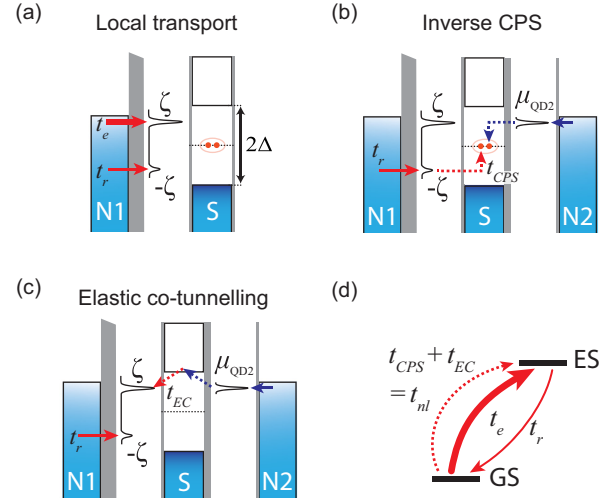 (a)
Local transport
ζ
t_e
t_r
-ζ
2Δ
N1
S
(b)
Inverse CPS
ζ
μ_QD2
t_r
-ζ
t_CPS
N1
S
N2
(c)
Elastic co-tunnelling
ζ
μ_QD2
t_EC
t_r
-ζ
N1
S
N2
(d)
t_CPS + t_EC
= t_nl
ES
t_e
t_r
GS